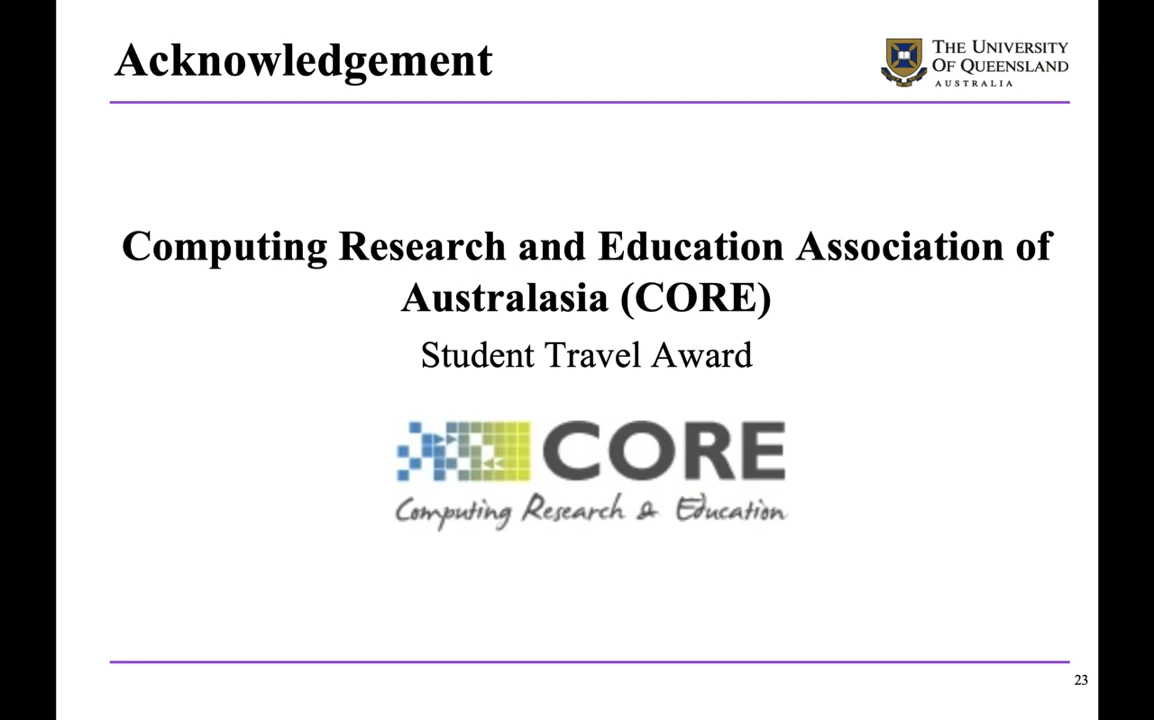 Acknowledgement
THE UNIVERSITY
OF QUEENSLAND
AUSTRALIA
Computing Research and Education Association of
Australasia (CORE)
Student Travel Award
CORE
Computing Research & Education
23